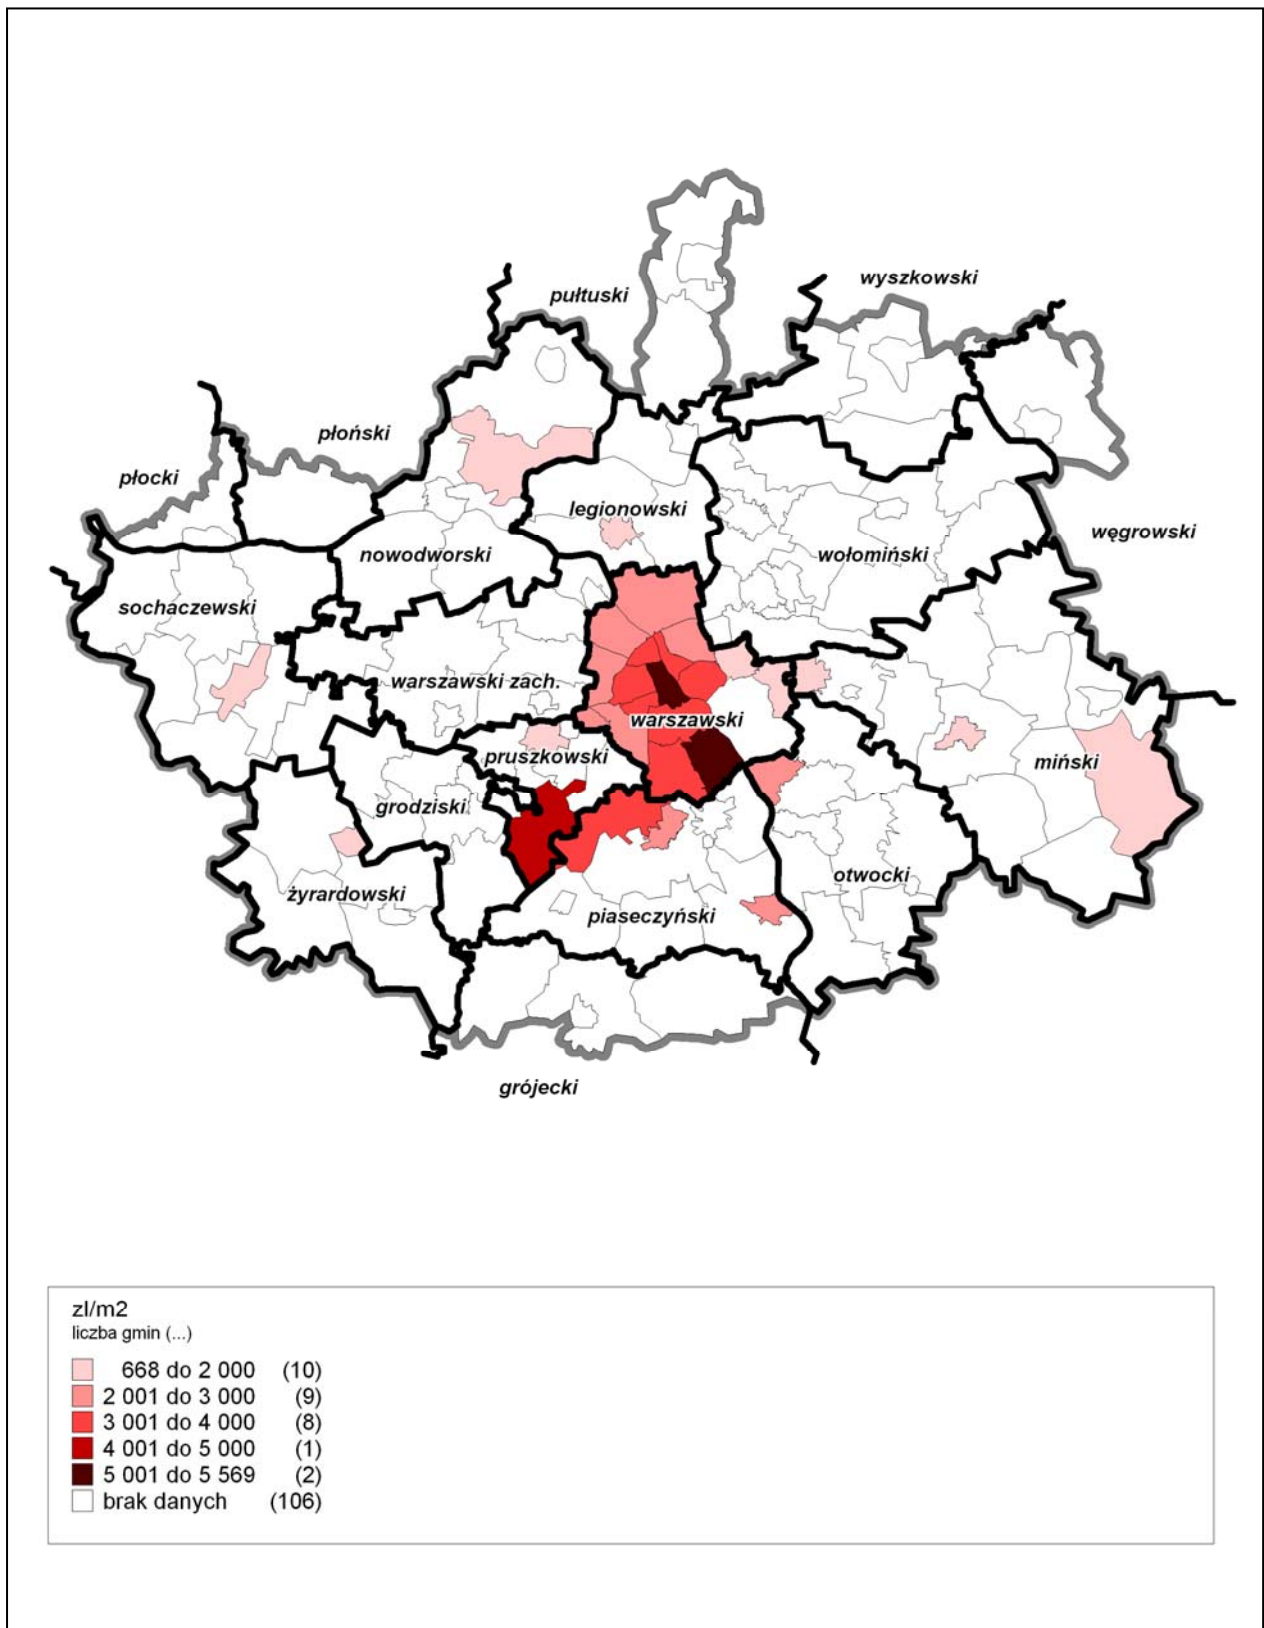 wyszkowski
pułtuski
płoński
płocki
legionowski
węgrowski
nowodworski
wołomiński
sochaczewski
warszawski zach.
warszawski
pruszkowski
miński
grodziski
otwocki
żyrardowski
piaseczyński
grójecki
zl/m2
liczba gmin (...)
668 do 2 000 (10)
2 001 do 3 000 (9)
3 001 do 4 000 (8)
4 001 do 5 000 (1)
5 001 do 5 569 (2)
brak danych (106)